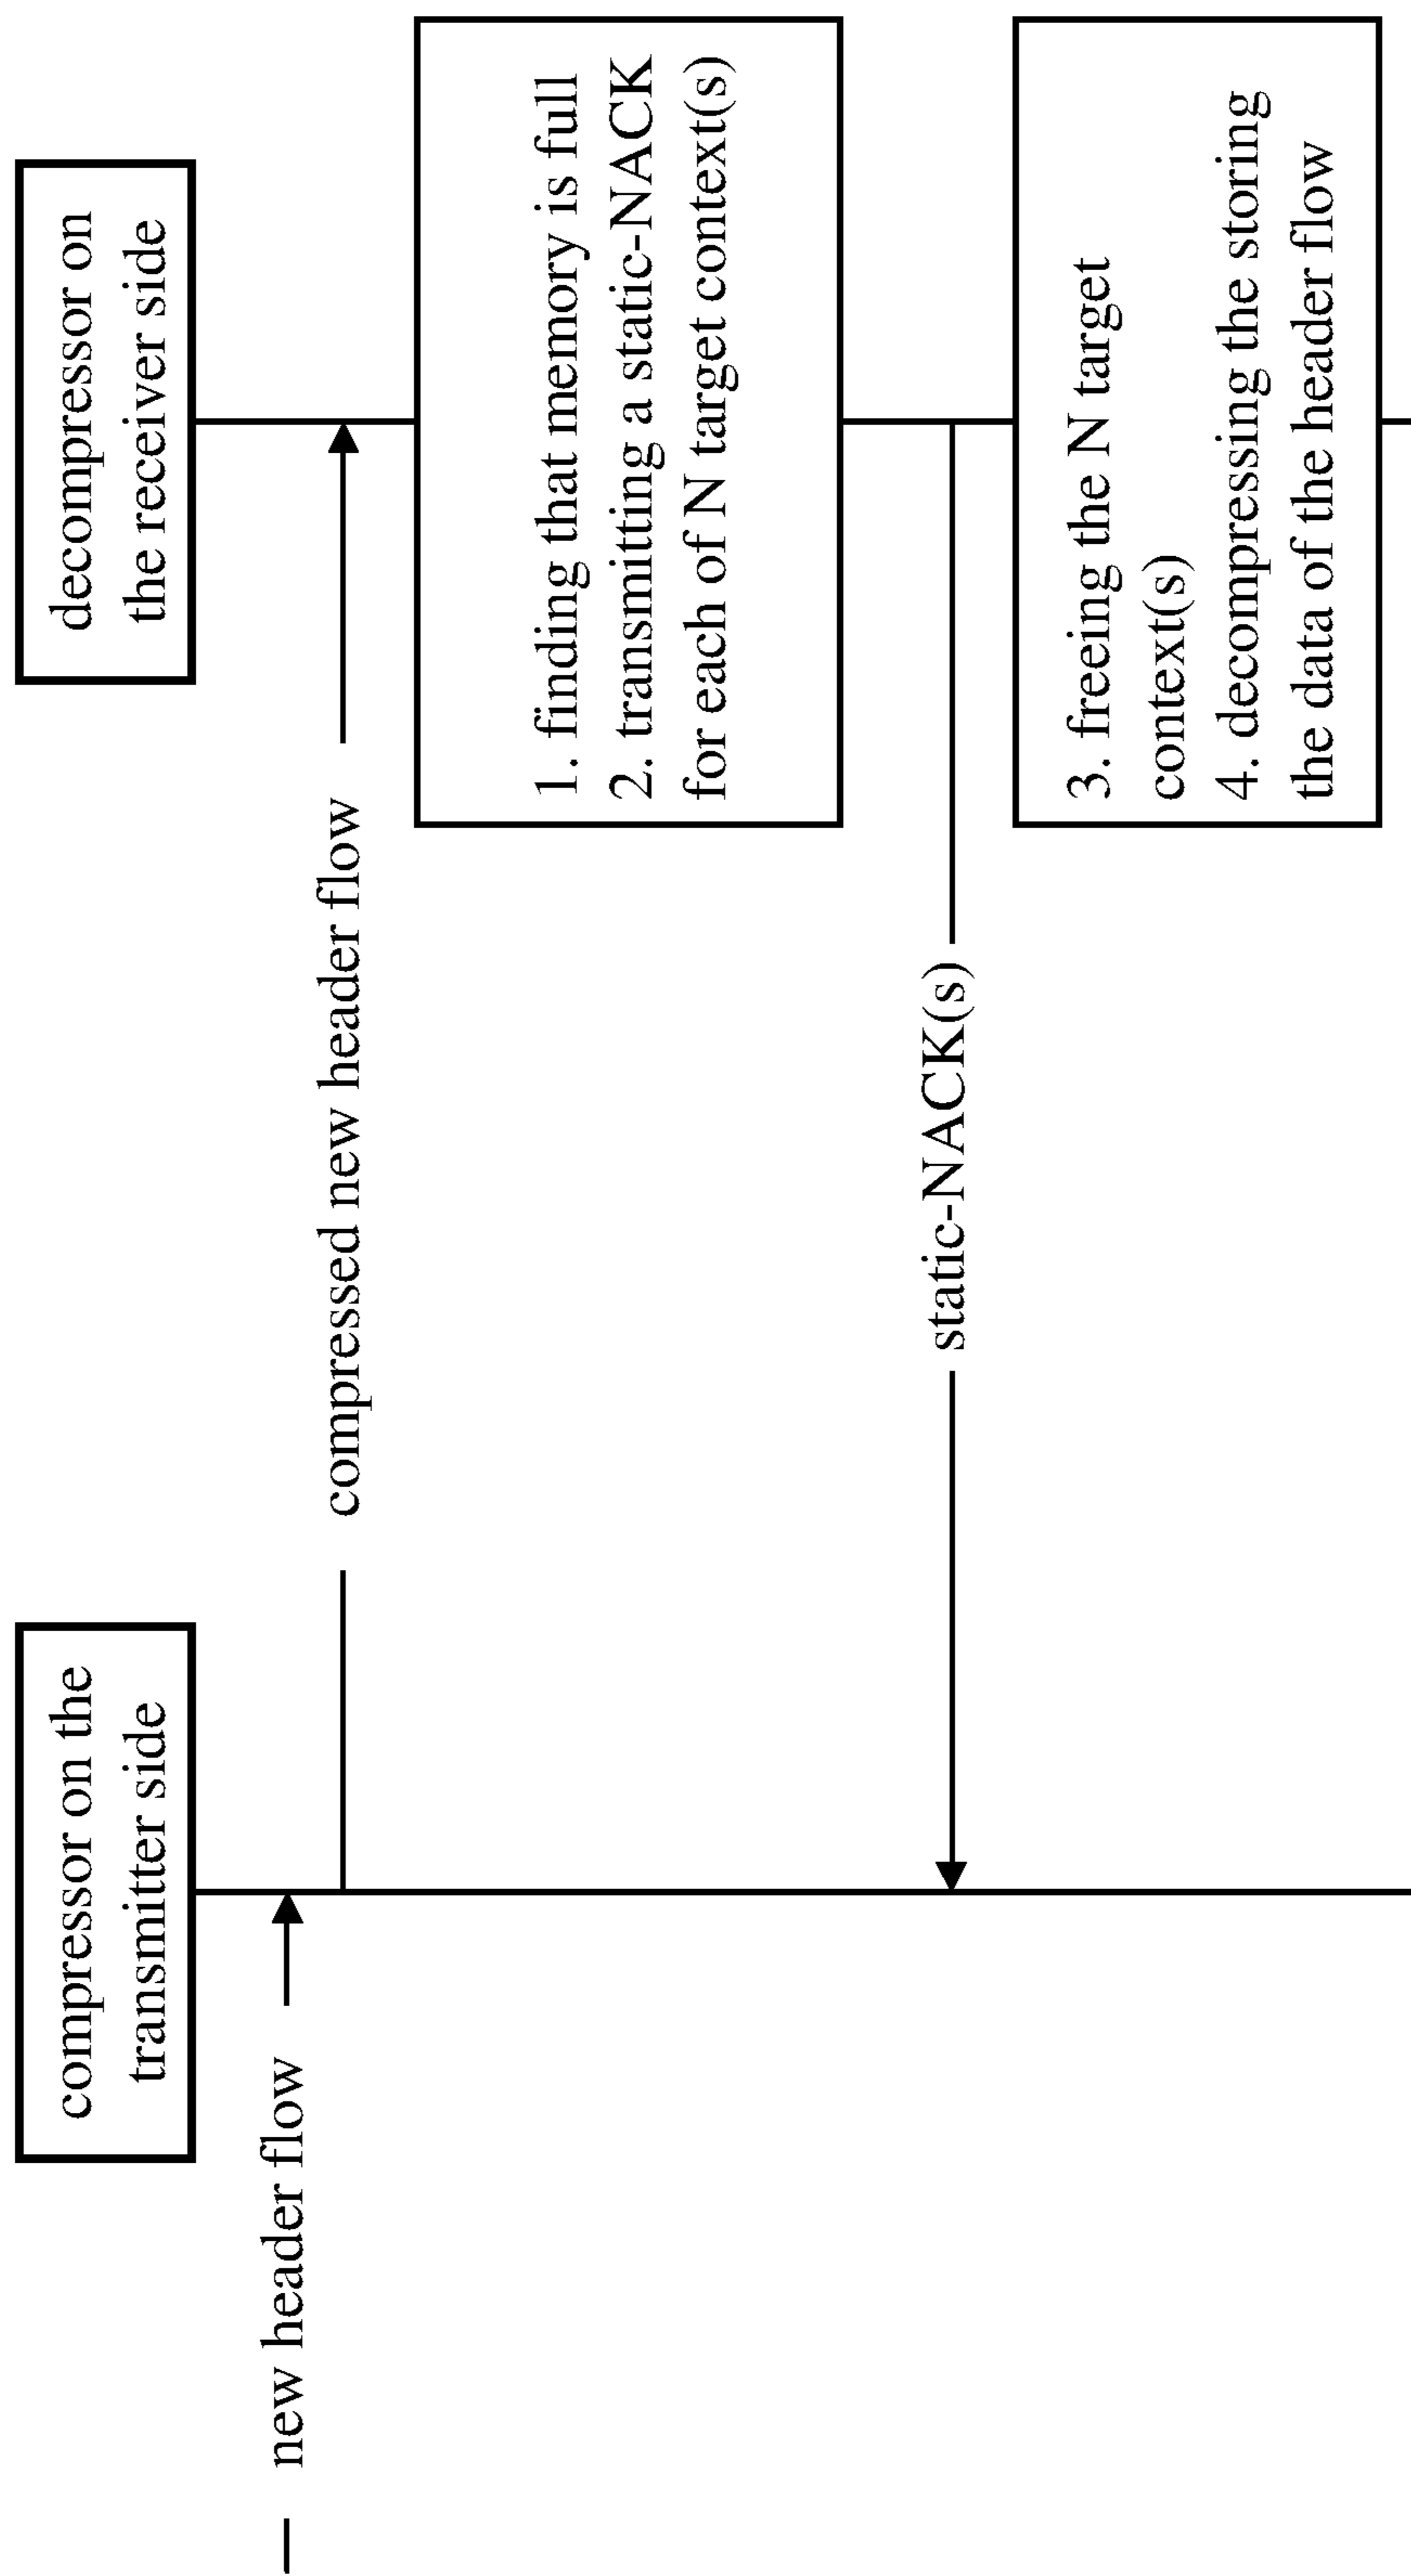 compressor on the
transmitter side
decompressor on
the receiver side
new header flow
compressed new header flow
1. finding that memory is full
2. transmitting a static-NACK
for each of N target context(s)
static-NACK(s)
3. freeing the N target
context(s)
4. decompressing the storing
the data of the header flow